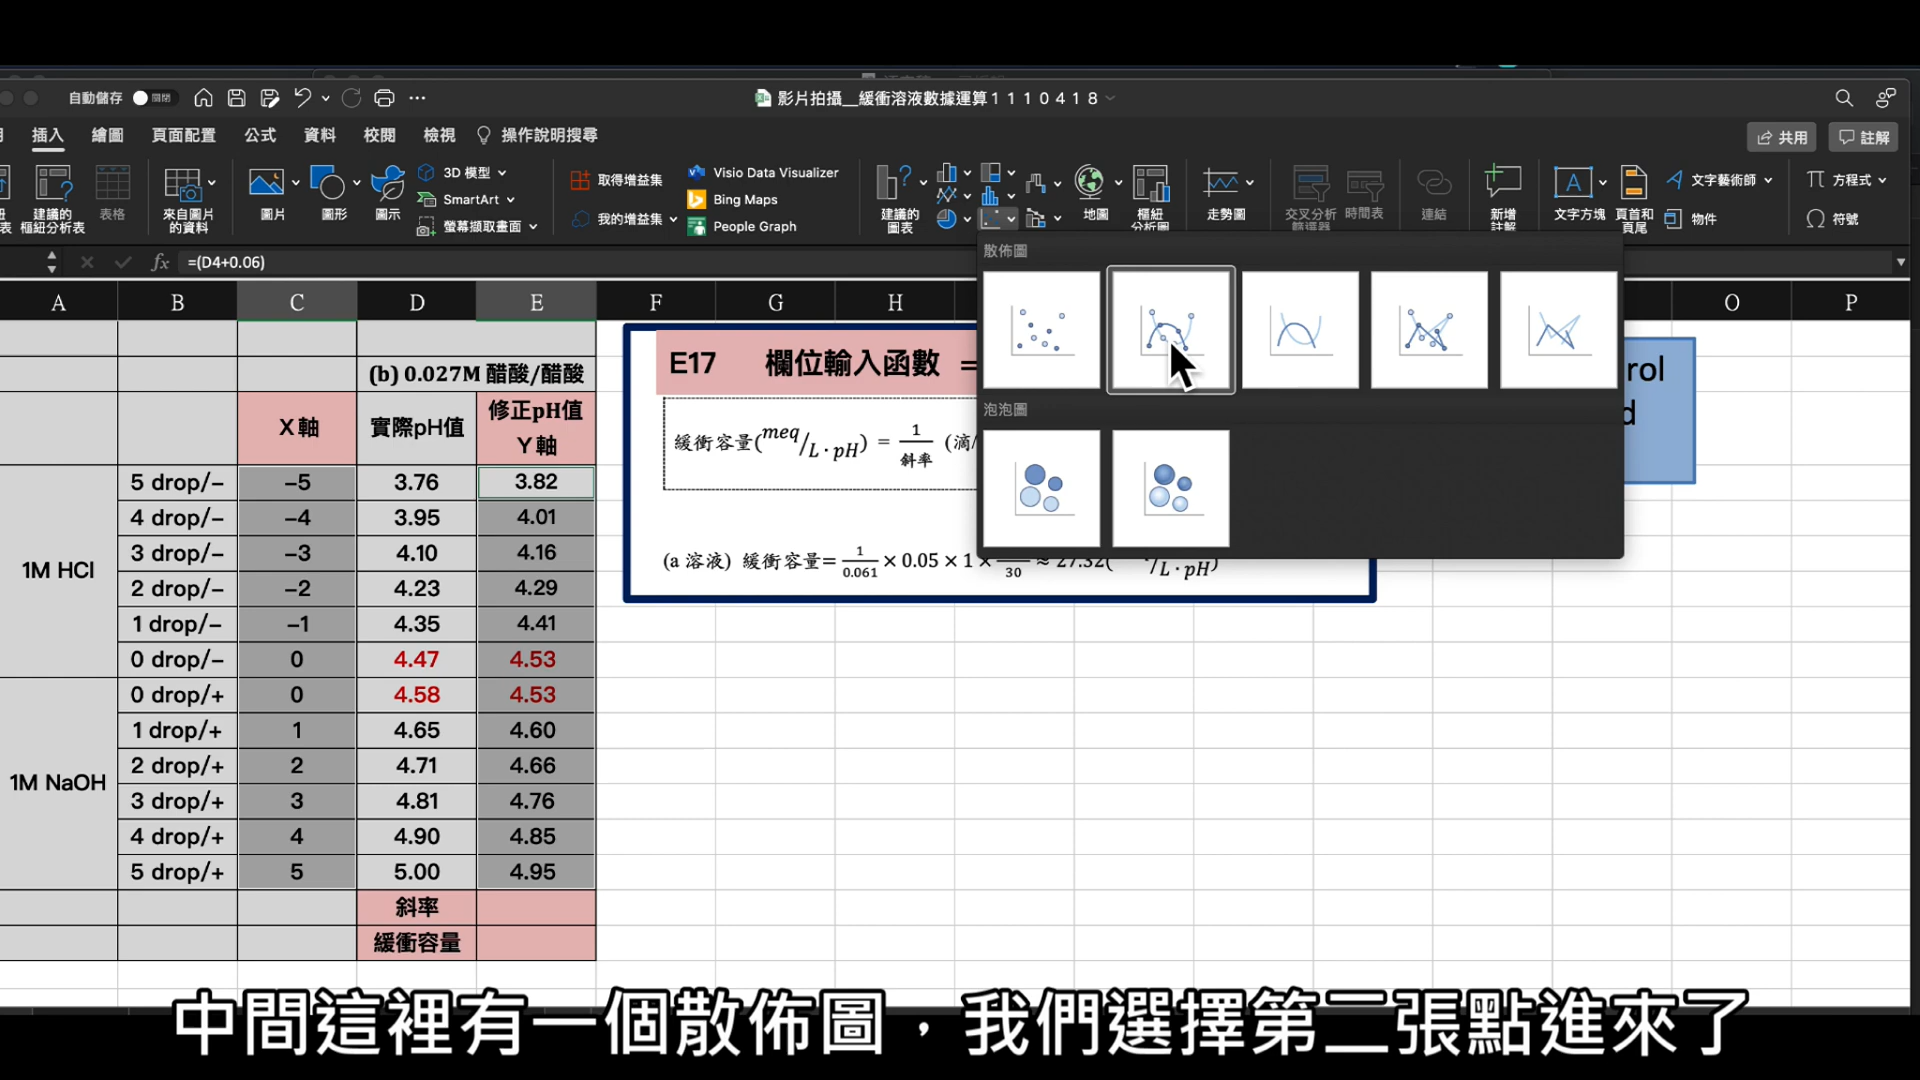 自動儲存 關閉
影片拍攝__緩衝溶液數據運算1110418
插入 繪圖 頁面配置 公式 資料 校閱 檢視 操作說明搜尋
共用 註解
建議的
樞紐分析表
表格
來自圖片
的資料
圖片
圖形
圖示
3D 模型
SmartArt
螢幕擷取畫面
取得增益集
我的增益集
Visio Data Visualizer
Bing Maps
People Graph
建議的
圖表
地圖
樞紐
分析圖
走勢圖
交叉分析
篩選器
時間表
連結
新增
註解
文字方塊
頁首和
頁尾
文字藝術師
物件
方程式
符號
fx =(D4+0.06)
A B C D E F G H O P
散佈圖
泡泡圖
(b) 0.027M 醋酸/醋酸
X 軸 實際pH值 修正pH值
Y 軸
1M HCl
5 drop/− −5 3.76 3.82
4 drop/− −4 3.95 4.01
3 drop/− −3 4.10 4.16
2 drop/− −2 4.23 4.29
1 drop/− −1 4.35 4.41
0 drop/− 0 4.47 4.53
1M NaOH
0 drop/+ 0 4.58 4.53
1 drop/+ 1 4.65 4.60
2 drop/+ 2 4.71 4.66
3 drop/+ 3 4.81 4.76
4 drop/+ 4 4.90 4.85
5 drop/+ 5 5.00 4.95
斜率
緩衝容量
E17 欄位輸入函數 =
緩衝容量(meq/L · pH) = 1/斜率 (滴/
(a 溶液) 緩衝容量= 1/0.061 × 0.05 × 1 × 30 ≈ 27.32( /L · pH)
rol
d
中間這裡有一個散佈圖，我們選擇第二張點進來了